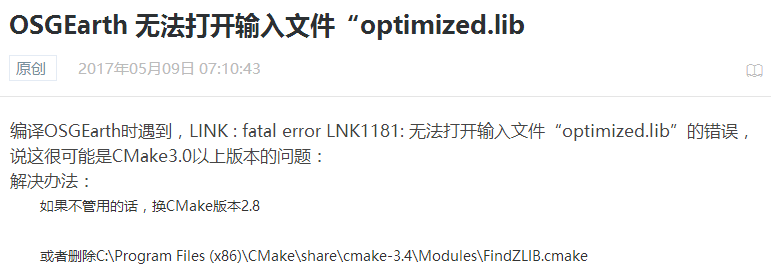 OSGEarth 无法打开输入文件“optimized.lib
原创 2017年05月09日 07:10:43
编译OSGEarth时遇到，LINK : fatal error LNK1181: 无法打开输入文件“optimized.lib”的错误，
说这很可能是CMake3.0以上版本的问题：
解决办法：
如果不管用的话，换CMake版本2.8
或者删除C:\Program Files (x86)\CMake\share\cmake-3.4\Modules\FindZLIB.cmake